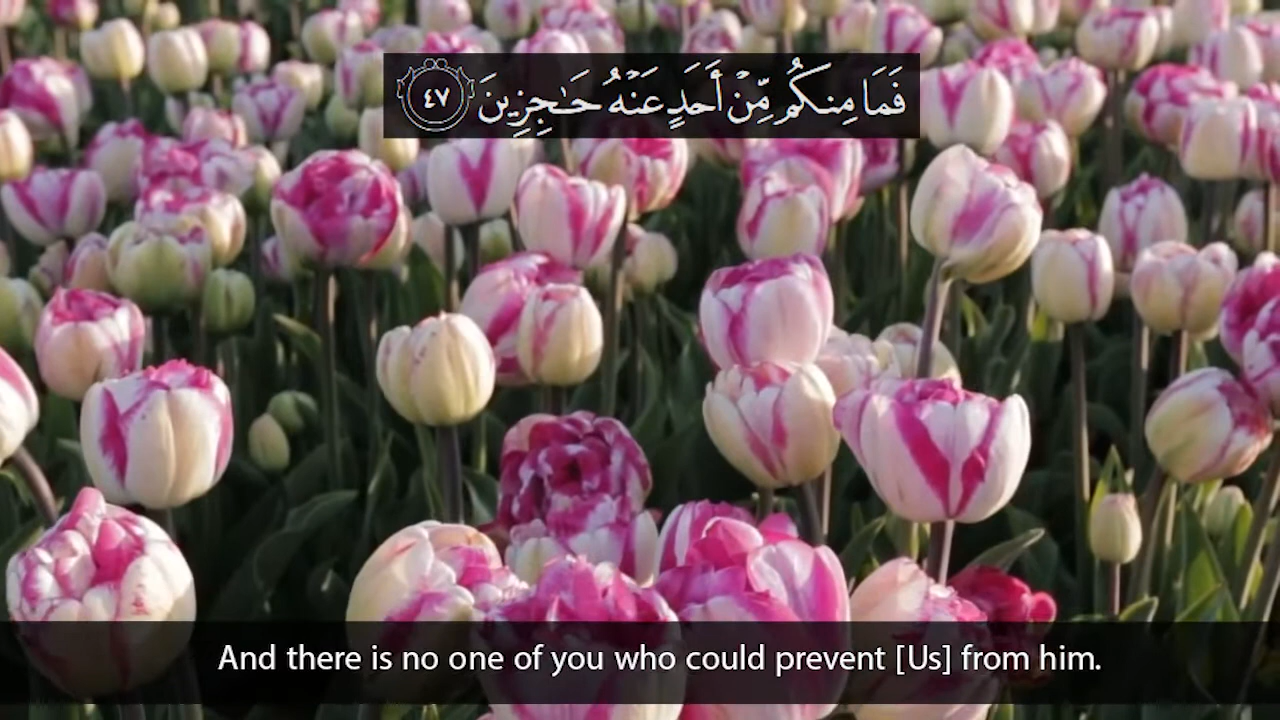 فَمَا مِنكُم مِّنْ أَحَدٍ عَنْهُ حَـٰجِزِينَ ٤٧
And there is no one of you who could prevent [Us] from him.